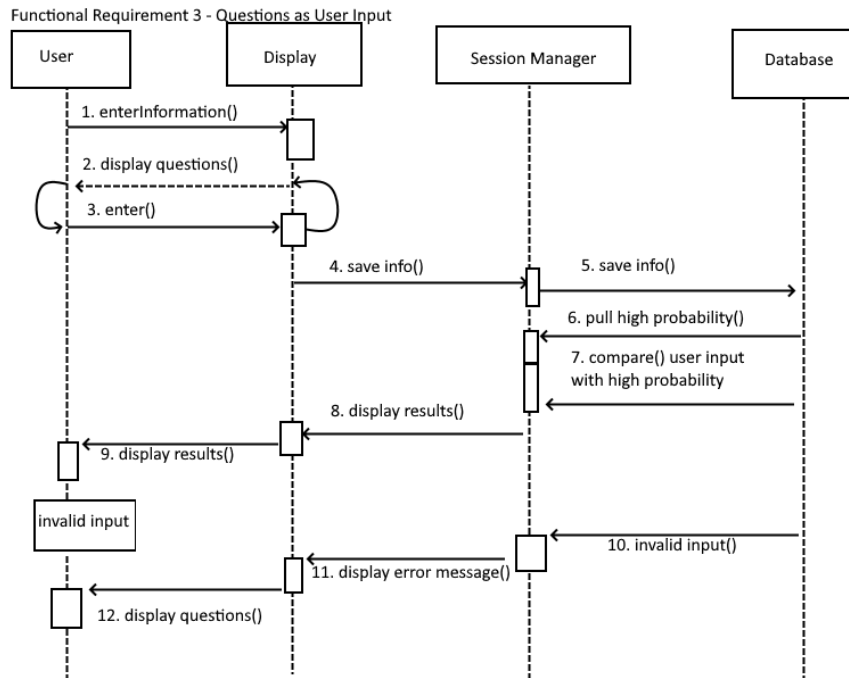 Functional Requirement 3 - Questions as User Input
User
Display
Session Manager
Database
1. enterInformation()
2. display questions()
3. enter()
4. save info()
5. save info()
6. pull high probability()
7. compare() user input
with high probability
8. display results()
9. display results()
invalid input
10. invalid input()
11. display error message()
12. display questions()